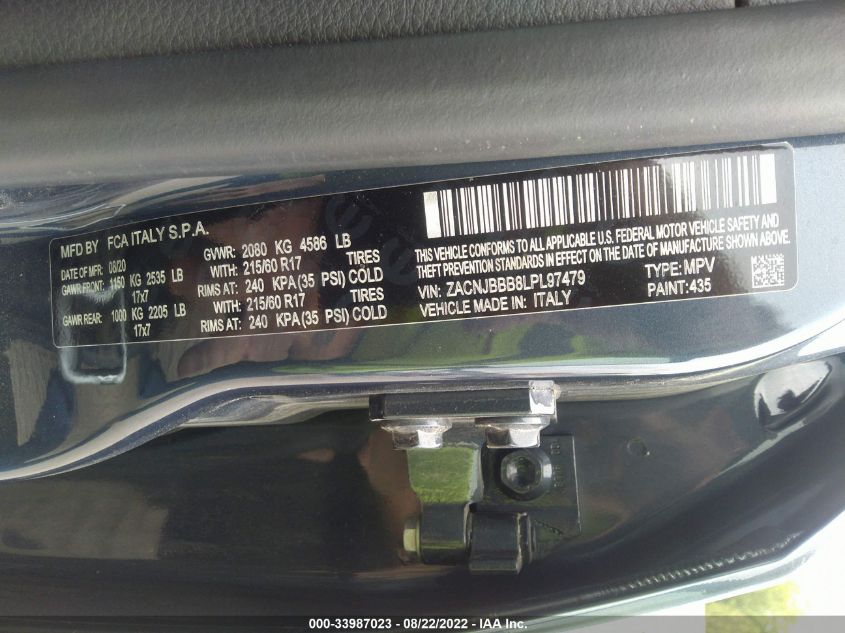 MFD BY FCA ITALY S.P.A.
DATE OF MFR: 08/20 GVWR: 2080 KG 4586 LB
GAWR FRONT: 1150 KG 2535 LB WITH: 215/60 R17 TIRES
17x7 RIMS AT: 240 KPA(35 PSI) COLD
GAWR REAR: 1000 KG 2205 LB WITH: 215/60 R17 TIRES
17x7 RIMS AT: 240 KPA(35 PSI) COLD
THIS VEHICLE CONFORMS TO ALL APPLICABLE U.S. FEDERAL MOTOR VEHICLE SAFETY AND
THEFT PREVENTION STANDARDS IN EFFECT ON THE DATE OF MANUFACTURE SHOWN ABOVE.
VIN: ZACNJBBB8LPL97479 TYPE: MPV
VEHICLE MADE IN: ITALY PAINT: 435
000-33987023 - 08/22/2022 - IAA Inc.